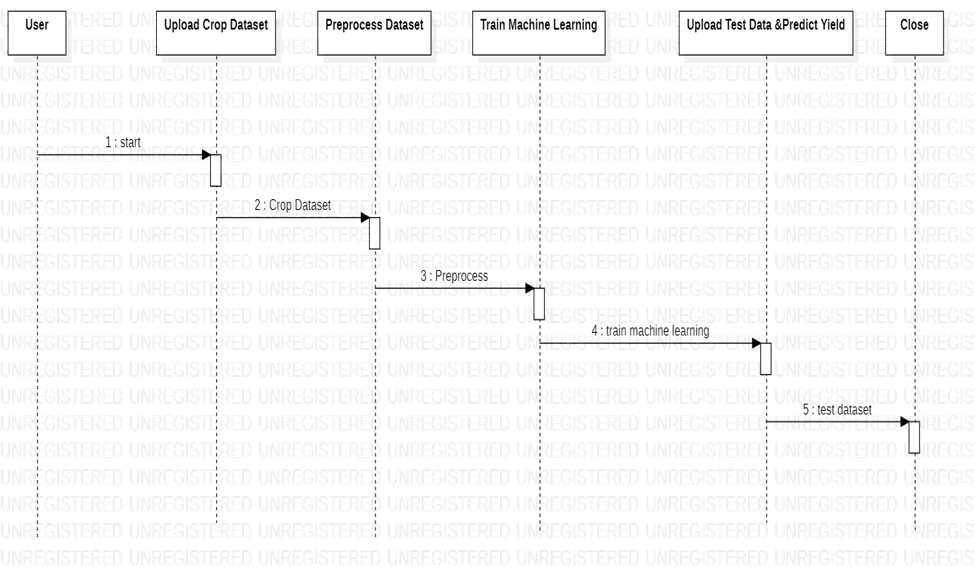 User
Upload Crop Dataset
Preprocess Dataset
Train Machine Learning
Upload Test Data &Predict Yield
Close
1 : start
2 : Crop Dataset
3 : Preprocess
4 : train machine learning
5 : test dataset
UNREGISTERED